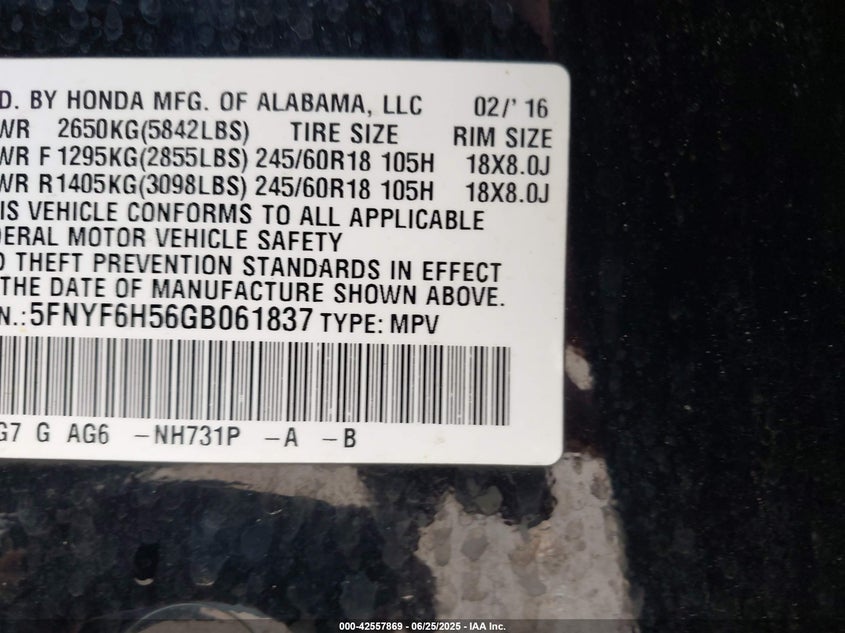 D. BY HONDA MFG. OF ALABAMA, LLC 02/' 16
WR 2650KG(5842LBS) TIRE SIZE RIM SIZE
WR F 1295KG(2855LBS) 245/60R18 105H 18X8.0J
WR R1405KG(3098LBS) 245/60R18 105H 18X8.0J
IS VEHICLE CONFORMS TO ALL APPLICABLE
DERAL MOTOR VEHICLE SAFETY
D THEFT PREVENTION STANDARDS IN EFFECT
THE DATE OF MANUFACTURE SHOWN ABOVE.
N.:5FNYF6H56GB061837 TYPE: MPV
G7 G AG6 -NH731P -A -B
000-42557869 - 06/25/2025 - IAA Inc.